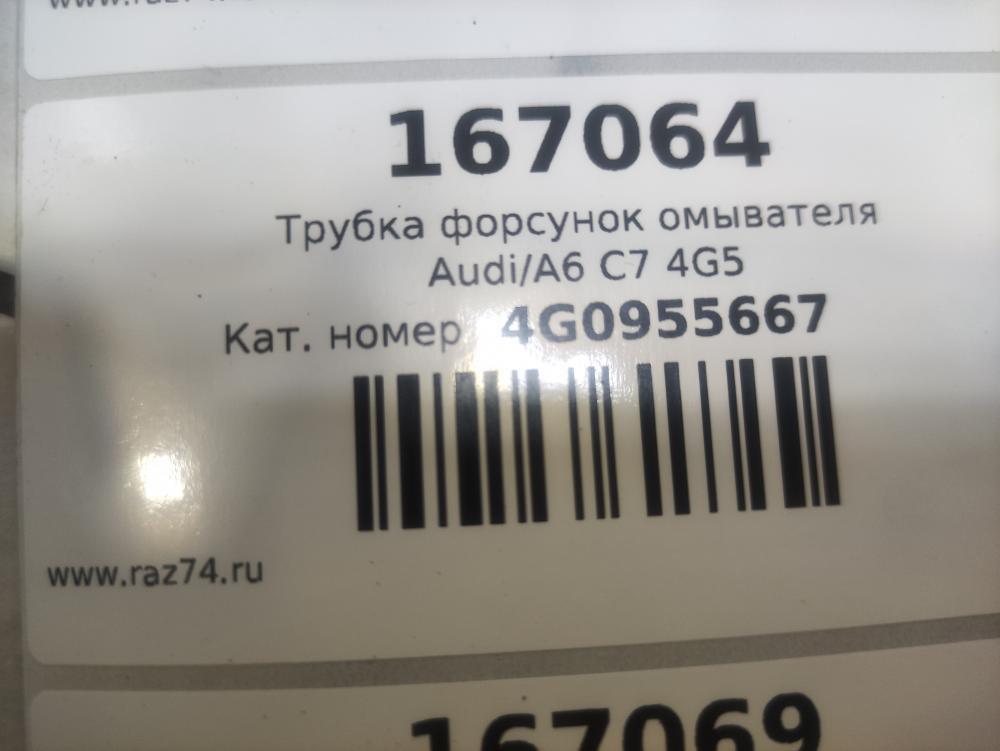 167064
Трубка форсунок омывателя
Audi/A6 C7 4G5
Кат. номер 4G0955667
www.raz74.ru
167069